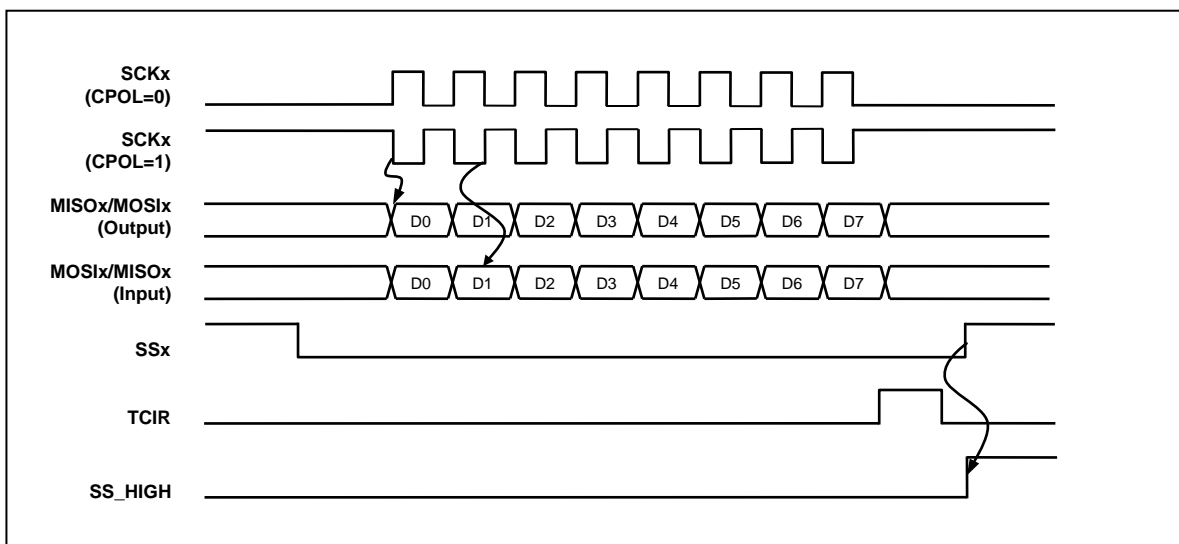 SCKx
(CPOL=0)
SCKx
(CPOL=1)
MISOx/MOSIx
(Output)
D0 D1 D2 D3 D4 D5 D6 D7
MOSIx/MISOx
(Input)
D0 D1 D2 D3 D4 D5 D6 D7
SSx
TCIR
SS_HIGH